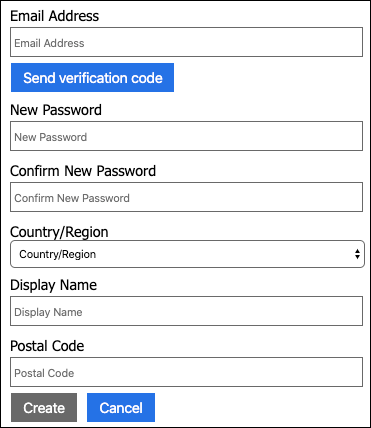 Email Address
Email Address
Send verification code
New Password
New Password
Confirm New Password
Confirm New Password
Country/Region
Country/Region
Display Name
Display Name
Postal Code
Postal Code
Create Cancel